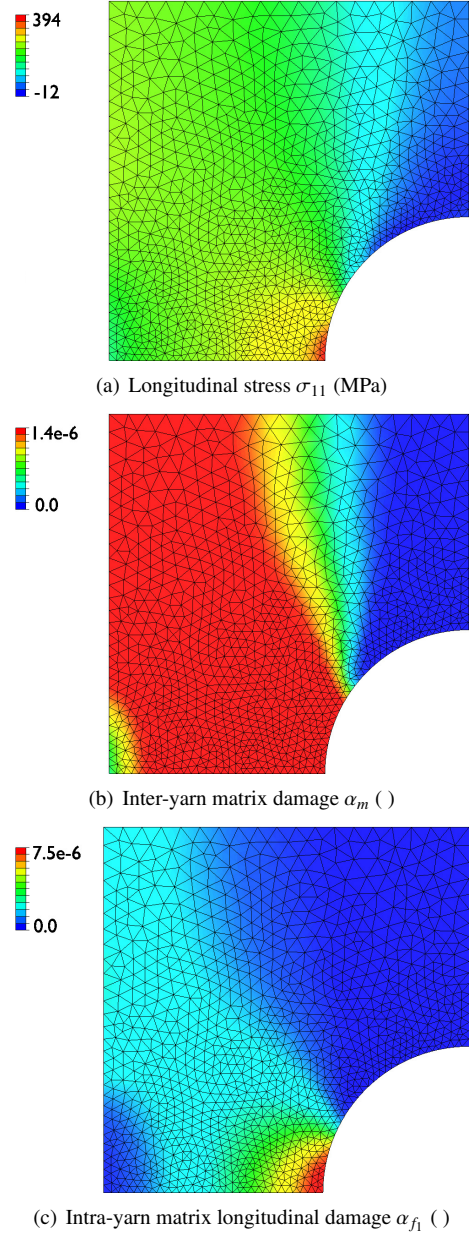 394
-12
(a) Longitudinal stress σ11 (MPa)
1.4e-6
0.0
(b) Inter-yarn matrix damage αm ( )
7.5e-6
0.0
(c) Intra-yarn matrix longitudinal damage αf1 ( )